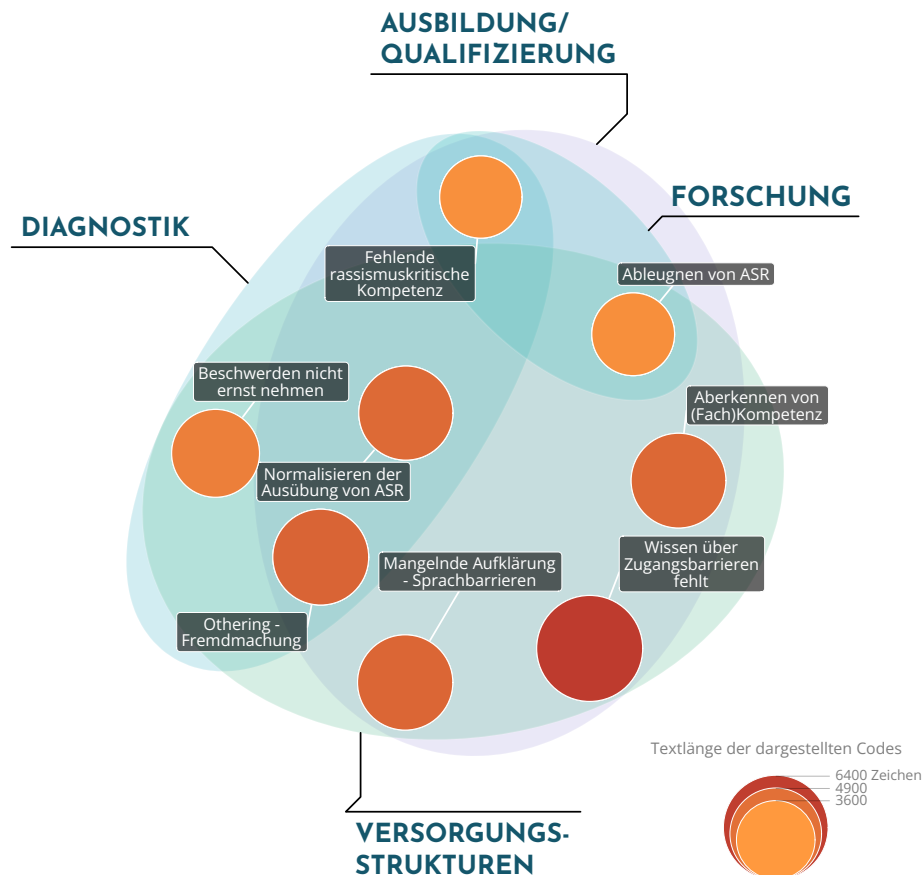 AUSBILDUNG/
QUALIFIZIERUNG
FORSCHUNG
DIAGNOSTIK
Fehlende
rassismuskritische
Kompetenz
Ableugnen von ASR
Beschwerden nicht
ernst nehmen
Aberkennen von
(Fach)Kompetenz
Normalisieren der
Ausübung von ASR
Mangelnde Aufklärung
- Sprachbarrieren
Wissen über
Zugangsbarrieren
fehlt
Othering -
Fremdmachung
Textlänge der dargestellten Codes
6400 Zeichen
4900
3600
VERSORGUNGS-
STRUKTUREN